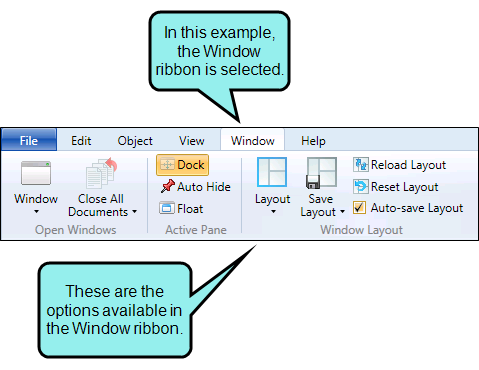 In this example,
the Window
ribbon is selected.
File Edit Object View Window Help
Window
Close All
Documents
Open Windows
Dock
Auto Hide
Float
Active Pane
Layout
Save
Layout
Reload Layout
Reset Layout
Auto-save Layout
Window Layout
These are the
options available in
the Window ribbon.